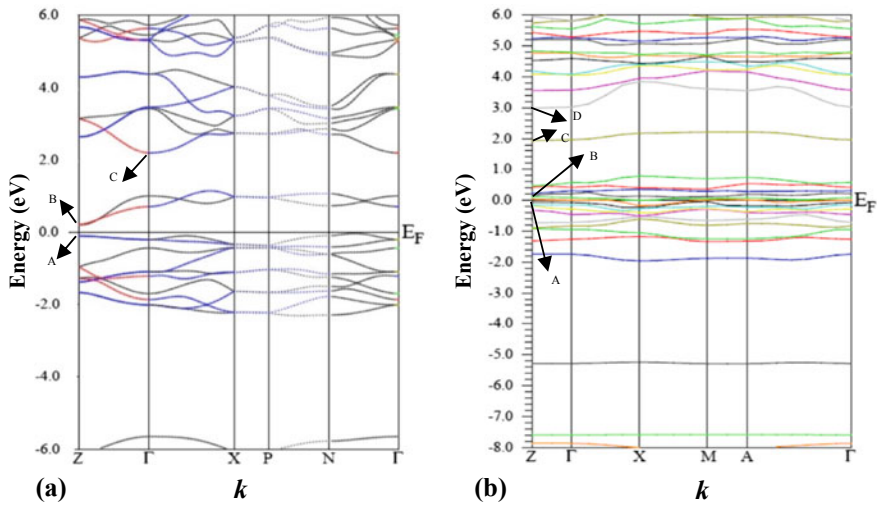 6.0
4.0
2.0
0.0
-2.0
-4.0
-6.0
Energy (eV)
A
B
C
E_F
Z Γ X P N Γ
(a) k
6.0
5.0
4.0
3.0
2.0
1.0
0.0
-1.0
-2.0
-3.0
-4.0
-5.0
-6.0
-7.0
-8.0
Energy (eV)
D
C
B
A
E_F
Z Γ X M A Γ
(b) k